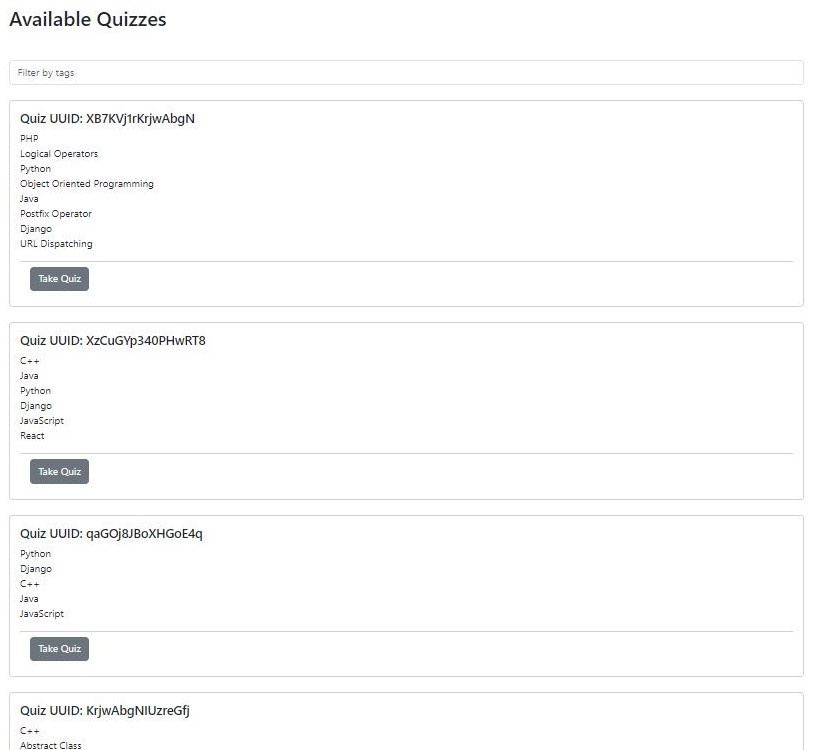 Available Quizzes
Filter by tags
Quiz UUID: XB7KVj1rKrjwAbgN
PHP
Logical Operators
Python
Object Oriented Programming
Java
Postfix Operator
Django
URL Dispatching
Take Quiz
Quiz UUID: XzCuGYp340PHwRT8
C++
Java
Python
Django
JavaScript
React
Take Quiz
Quiz UUID: qaGOj8JBoXHGoE4q
Python
Django
C++
Java
JavaScript
Take Quiz
Quiz UUID: KrjwAbgNIUzreGfj
C++
Abstract Class